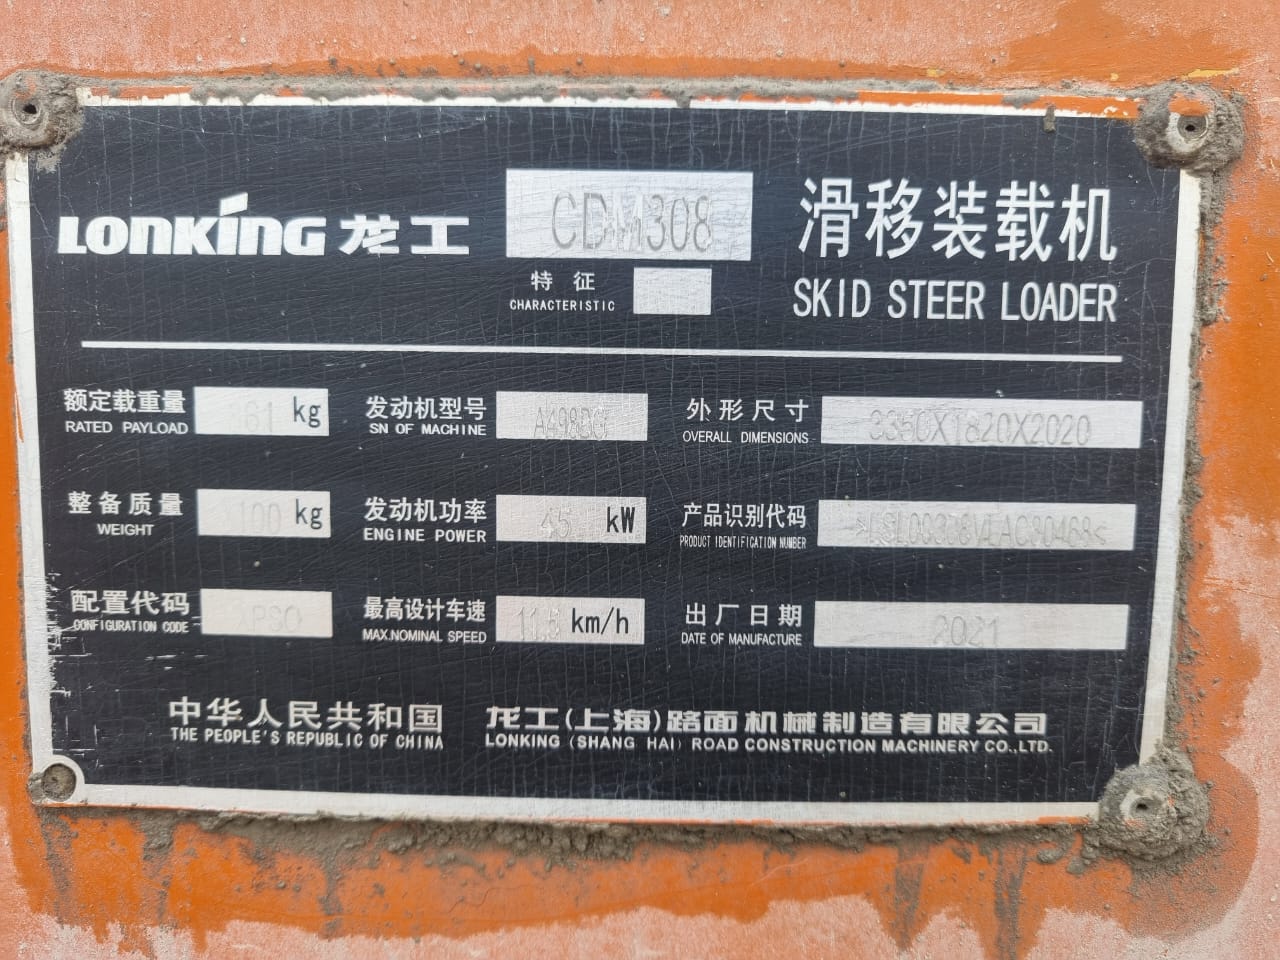 LONKING 龙工
CDM308
滑移装载机
特征
CHARACTERISTIC
SKID STEER LOADER
额定载重量
RATED PAYLOAD
861 kg
发动机型号
SN OF MACHINE
外形尺寸
OVERALL DIMENSIONS
3350X1820X2020
整备质量
WEIGHT
kg
发动机功率
ENGINE POWER
45 kW
产品识别代码
PRODUCT IDENTIFICATION NUMBER
配置代码
CONFIGURATION CODE
最高设计车速
MAX.NOMINAL SPEED
11.5 km/h
出厂日期
DATE OF MANUFACTURE
2021
中华人民共和国
THE PEOPLE'S REPUBLIC OF CHINA
龙工(上海)路面机械制造有限公司
LONKING (SHANG HAI) ROAD CONSTRUCTION MACHINERY CO.,LTD.